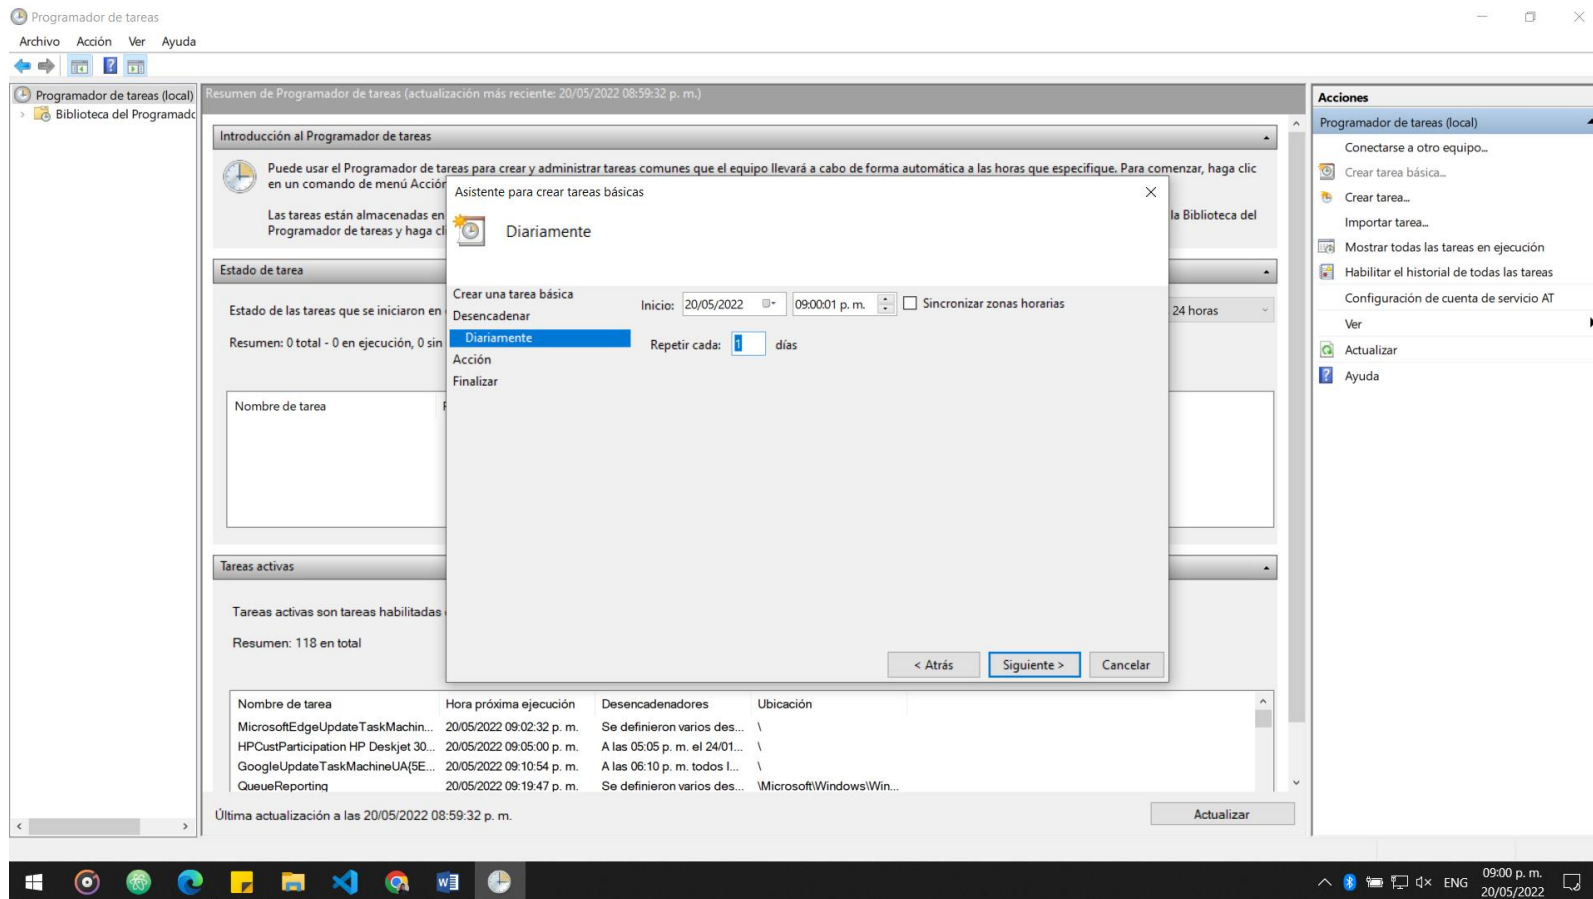 Programador de tareas
Archivo Acción Ver Ayuda
Programador de tareas (local)
Biblioteca del Programadc
Resumen de Programador de tareas (actualización más reciente: 20/05/2022 08:59:32 p. m.)
Introducción al Programador de tareas
Puede usar el Programador de tareas para crear y administrar tareas comunes que el equipo llevará a cabo de forma automática a las horas que especifique. Para comenzar, haga clic
en un comando de menú Acción
Las tareas están almacenadas en la Biblioteca del
Programador de tareas y haga cl
Estado de tarea
Estado de las tareas que se iniciaron en 24 horas
Resumen: 0 total - 0 en ejecución, 0 sin
Nombre de tarea
Asistente para crear tareas básicas
Diariamente
Crear una tarea básica
Desencadenar
Diariamente
Acción
Finalizar
Inicio: 20/05/2022 09:00:01 p. m. Sincronizar zonas horarias
Repetir cada: 1 días
< Atrás Siguiente > Cancelar
Tareas activas
Tareas activas son tareas habilitadas
Resumen: 118 en total
Nombre de tarea Hora próxima ejecución Desencadenadores Ubicación
MicrosoftEdgeUpdateTaskMachin... 20/05/2022 09:02:32 p. m. Se definieron varios des... \
HPCustParticipation HP Deskjet 30... 20/05/2022 09:05:00 p. m. A las 05:05 p. m. el 24/01... \
GoogleUpdateTaskMachineUA{5E... 20/05/2022 09:10:54 p. m. A las 06:10 p. m. todos l... \
QueueReporting 20/05/2022 09:19:47 p. m. Se definieron varios des... \Microsoft\Windows\Win...
Última actualización a las 20/05/2022 08:59:32 p. m. Actualizar
Acciones
Programador de tareas (local)
Conectarse a otro equipo...
Crear tarea básica...
Crear tarea...
Importar tarea...
Mostrar todas las tareas en ejecución
Habilitar el historial de todas las tareas
Configuración de cuenta de servicio AT
Ver
Actualizar
Ayuda
ENG
09:00 p. m.
20/05/2022